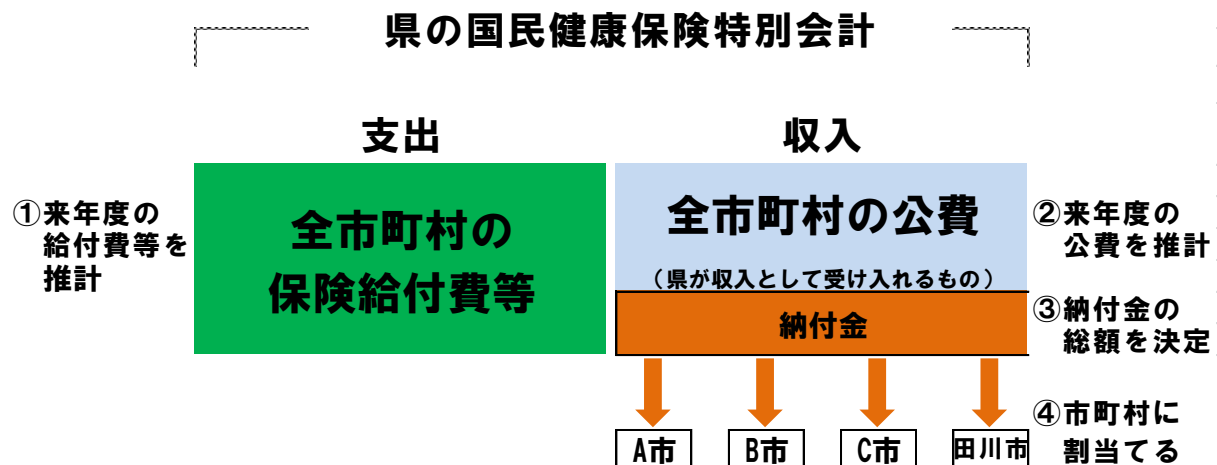 県の国民健康保険特別会計
支出
収入
①来年度の
給付費等を
推計
全市町村の
保険給付費等
全市町村の公費
（県が収入として受け入れるもの）
納付金
②来年度の
公費を推計
③納付金の
総額を決定
A市
B市
C市
田川市
④市町村に
割当てる